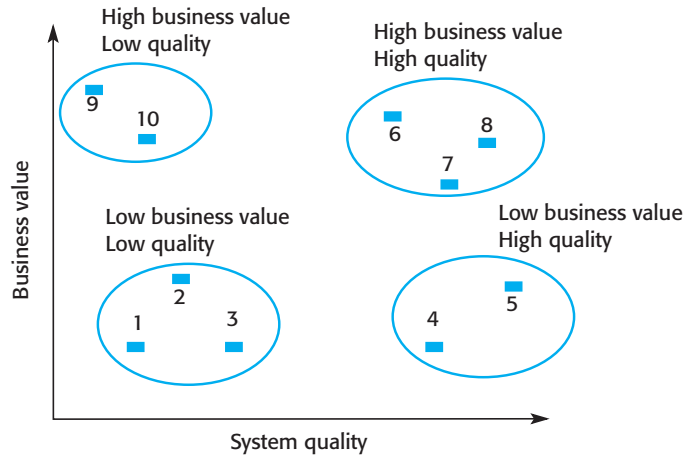 High business value
Low quality
High business value
High quality
9
10
6
8
7
Low business value
Low quality
Low business value
High quality
2
1
3
5
4
Business value
System quality